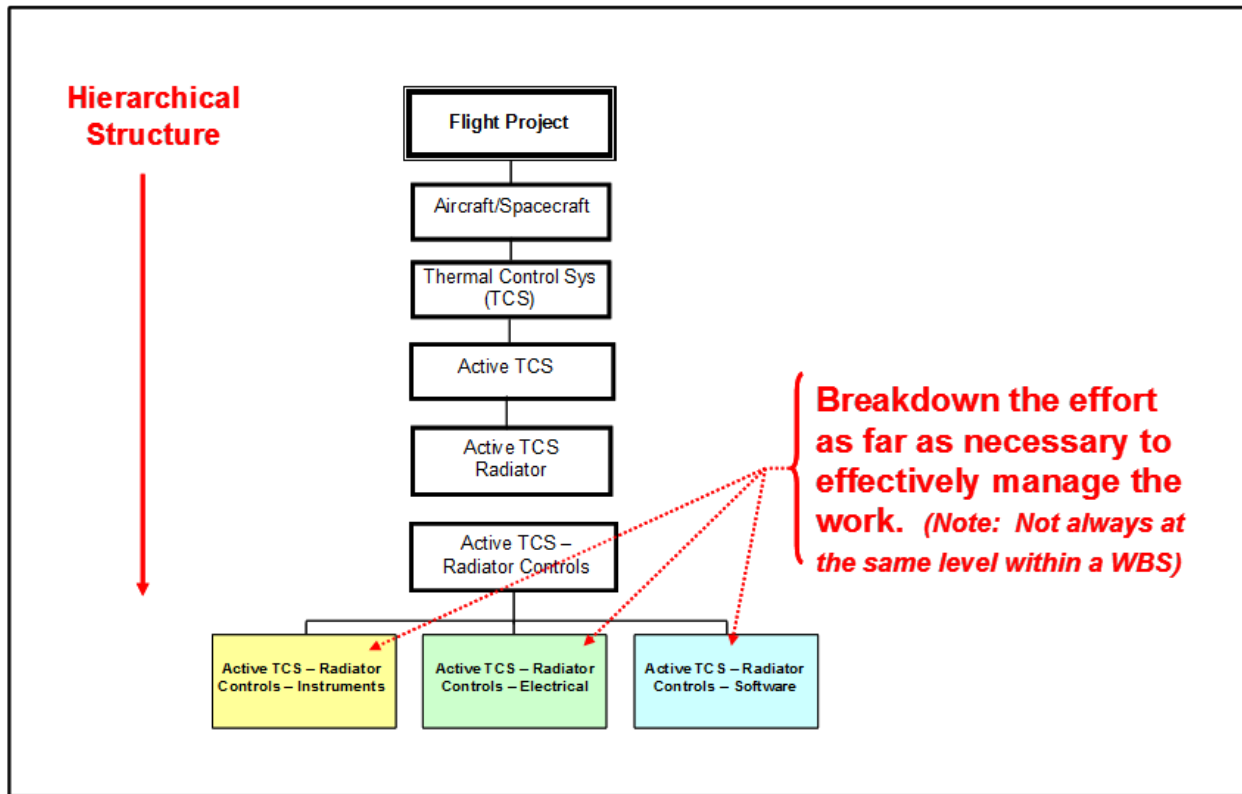 Hierarchical
Structure
Flight Project
Aircraft/Spacecraft
Thermal Control Sys
(TCS)
Active TCS
Active TCS
Radiator
Active TCS –
Radiator Controls
Breakdown the effort
as far as necessary to
effectively manage the
work. (Note: Not always at
the same level within a WBS)
Active TCS – Radiator
Controls – Instruments
Active TCS – Radiator
Controls – Electrical
Active TCS – Radiator
Controls – Software